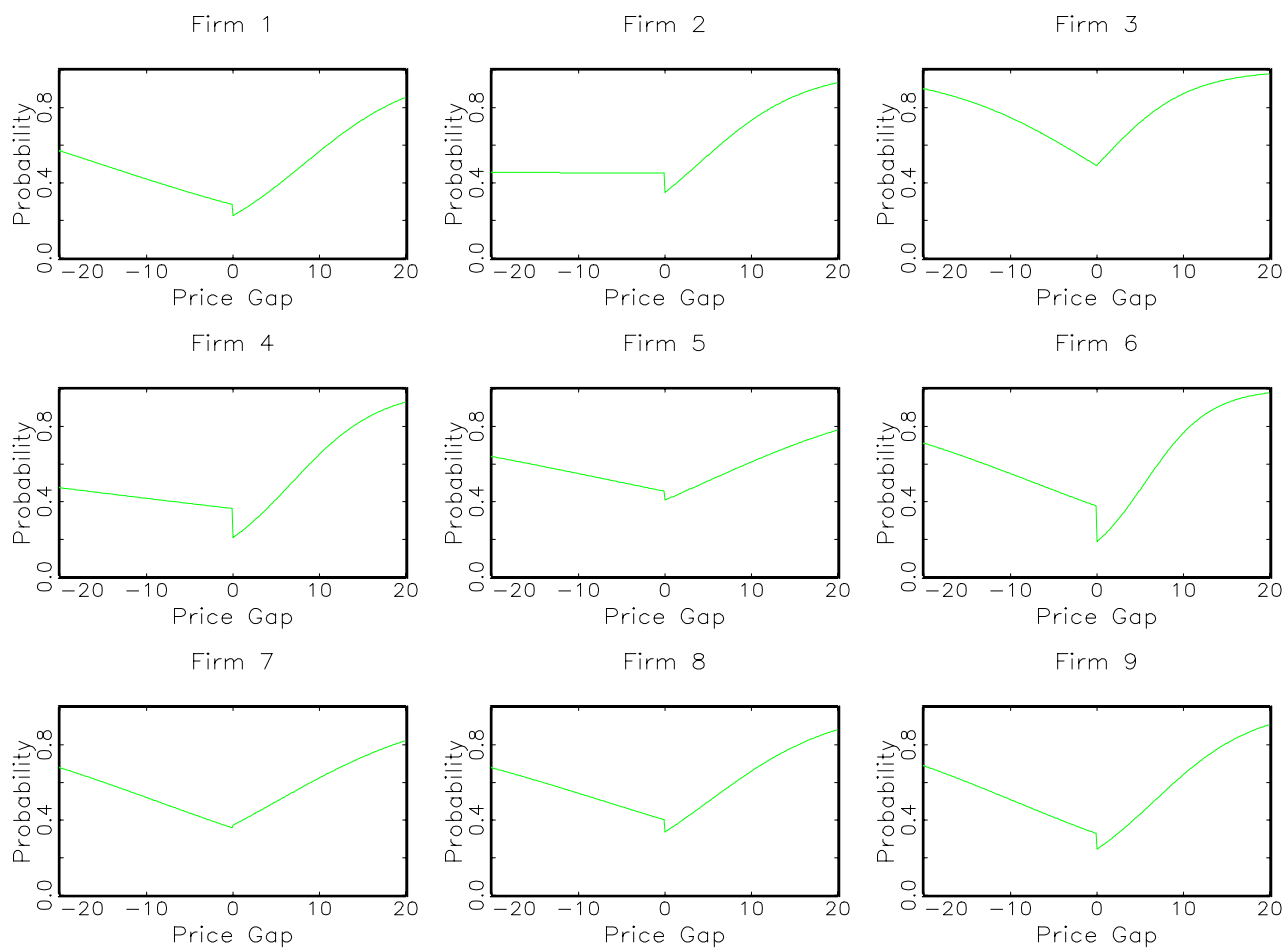 Firm 1 Firm 2 Firm 3
Probability Probability Probability
0.8 0.8 0.8
0.4 0.4 0.4
0.0 0.0 0.0
-20 -10 0 10 20 -20 -10 0 10 20 -20 -10 0 10 20
Price Gap Price Gap Price Gap
Firm 4 Firm 5 Firm 6
Probability Probability Probability
0.8 0.8 0.8
0.4 0.4 0.4
0.0 0.0 0.0
-20 -10 0 10 20 -20 -10 0 10 20 -20 -10 0 10 20
Price Gap Price Gap Price Gap
Firm 7 Firm 8 Firm 9
Probability Probability Probability
0.8 0.8 0.8
0.4 0.4 0.4
0.0 0.0 0.0
-20 -10 0 10 20 -20 -10 0 10 20 -20 -10 0 10 20
Price Gap Price Gap Price Gap